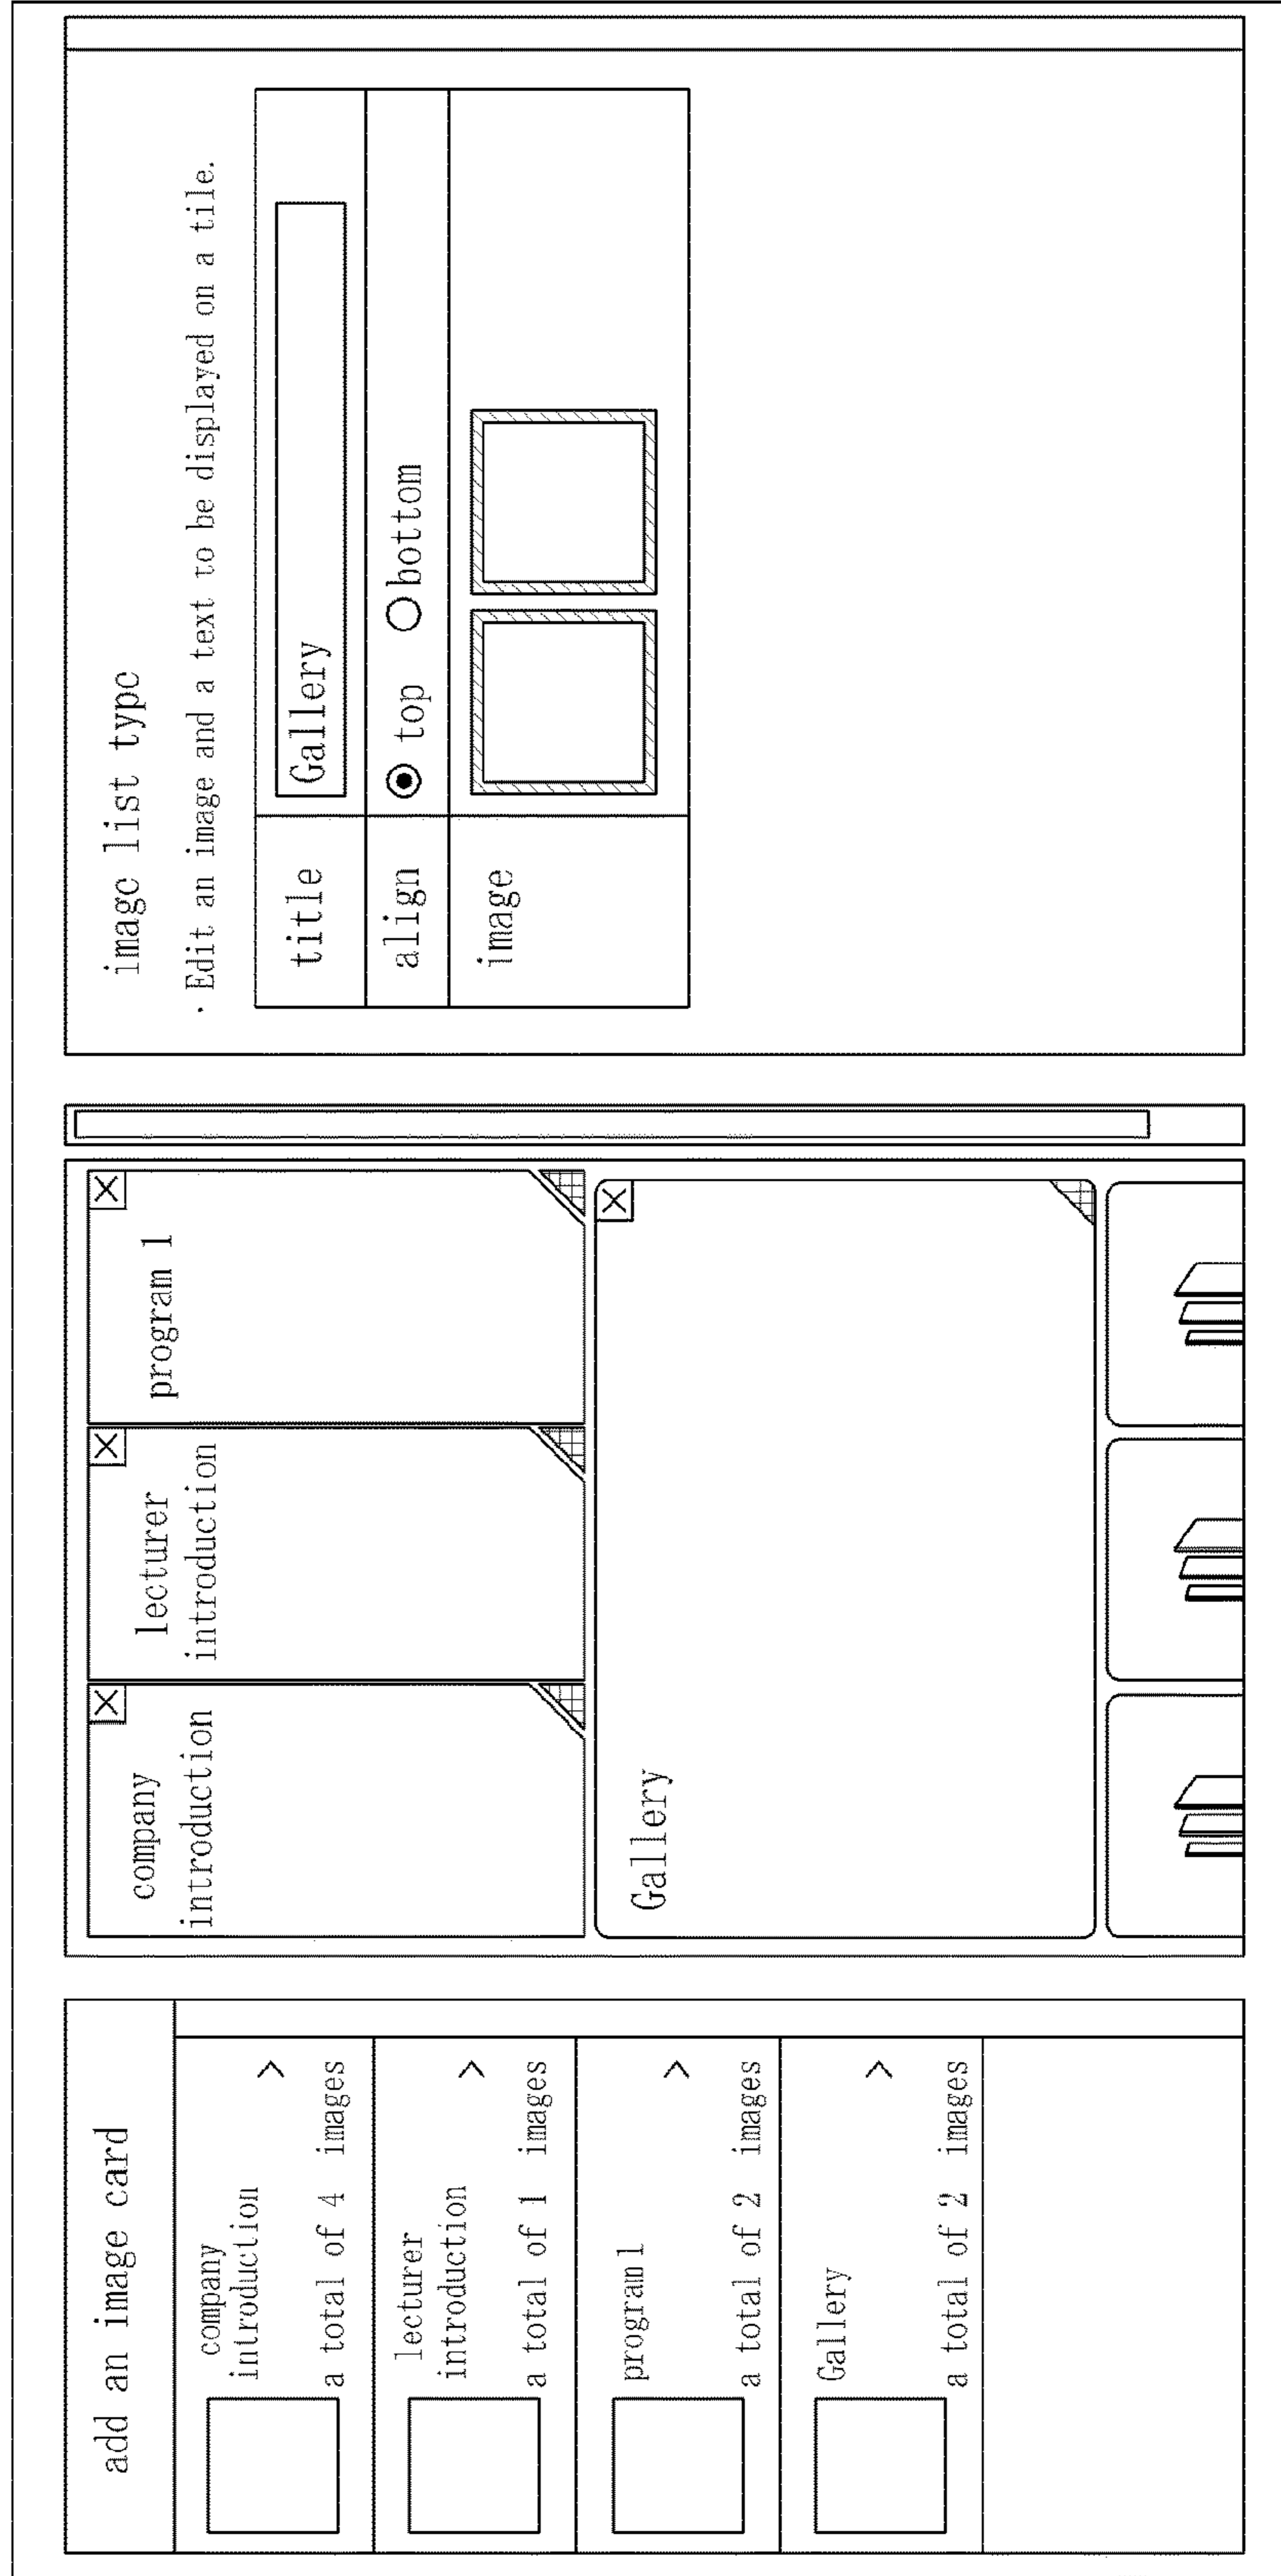 add an image card
company
introduction
>
a total of 4 images
lecturer
introduction
>
a total of 1 images
program1
>
a total of 2 images
Gallery
>
a total of 2 images
company
introduction
lecturer
introduction
program 1
Gallery
image list type
· Edit an image and a text to be displayed on a tile.
title
Gallery
align
top
bottom
image